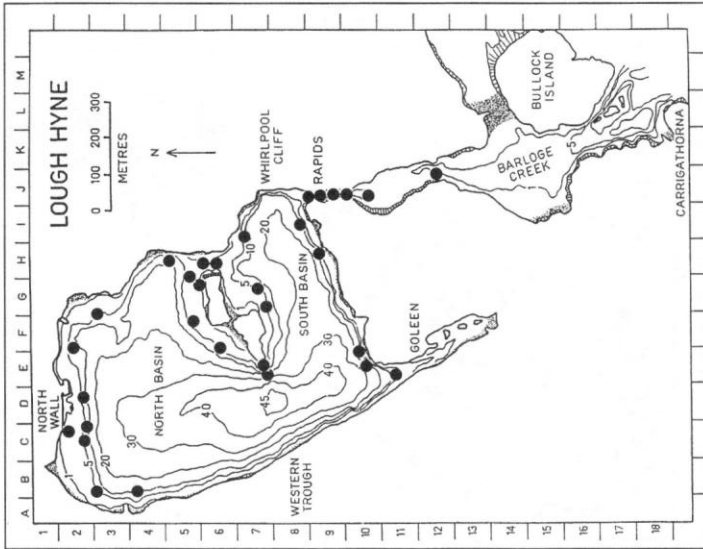 LOUGH HYNE
0 100 200 300
METRES
N
WHIRLPOOL
CLIFF
RAPIDS
BULLOCK
ISLAND
BARLOGE
CREEK
5
CARRIGATHORNA
NORTH
WALL
NORTH BASIN
SOUTH BASIN
GOLEEN
WESTERN
TROUGH
1
5
20
30
40
45
1
5
10
20
30
40
A B C D E F G H I J K L M
1 2 3 4 5 6 7 8 9 10 11 12 13 14 15 16 17 18